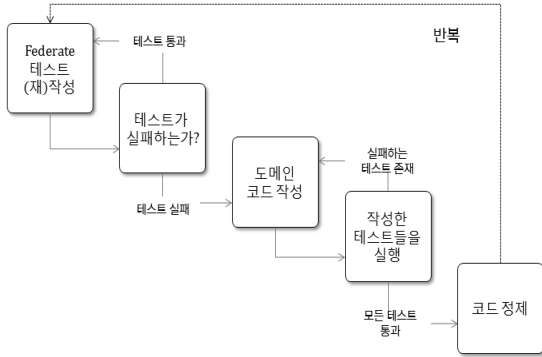 반복
Federate
테스트
(재)작성
테스트 통과
테스트가
실패하는가?
테스트 실패
도메인
코드 작성
실패하는
테스트 존재
작성한
테스트들을
실행
모든 테스트
통과
코드 정제